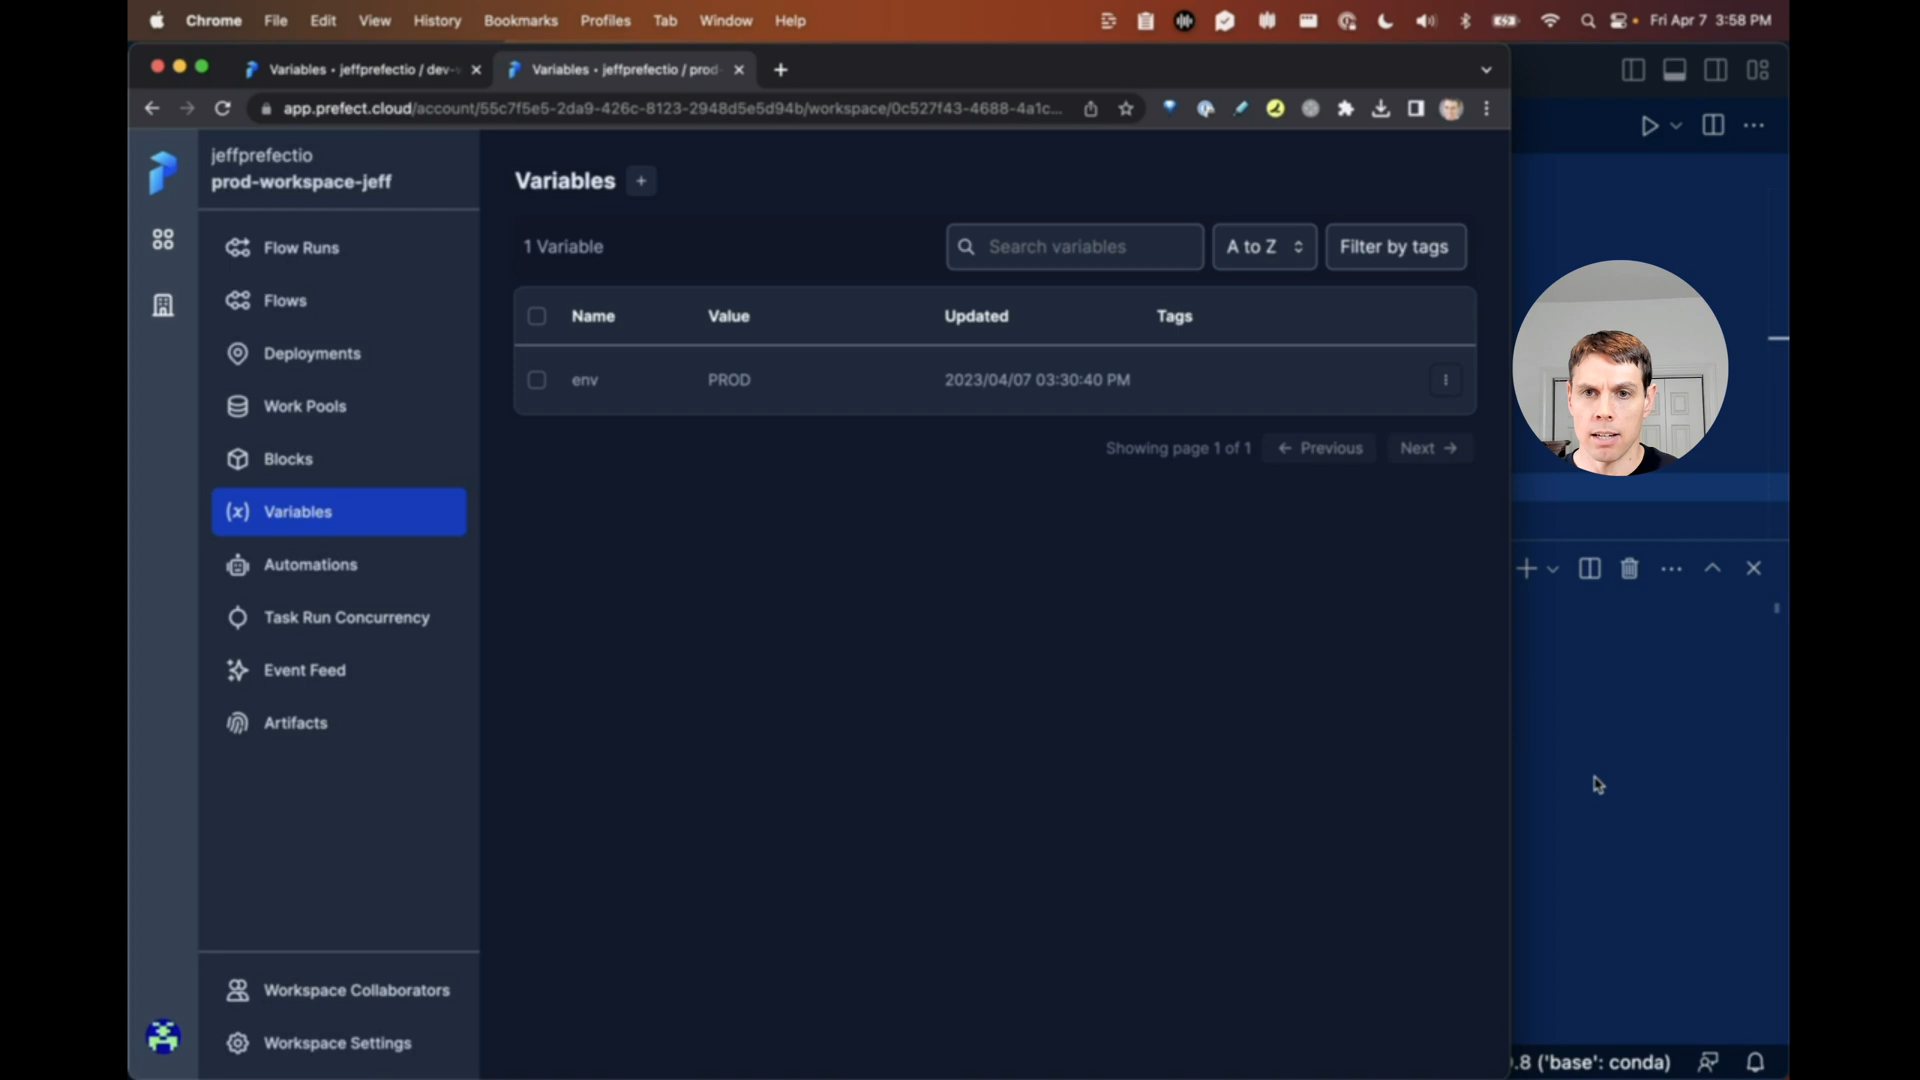 Chrome File Edit View History Bookmarks Profiles Tab Window Help
Fri Apr 7 3:58 PM
Variables • jeffprefectio / dev-
Variables • jeffprefectio / prod-
app.prefect.cloud/account/55c7f5e5-2da9-426c-8123-2948d5e5d94b/workspace/0c527f43-4688-4a1c...
jeffprefectio
prod-workspace-jeff
Flow Runs
Flows
Deployments
Work Pools
Blocks
(x) Variables
Automations
Task Run Concurrency
Event Feed
Artifacts
Workspace Collaborators
Workspace Settings
Variables +
1 Variable
Search variables
A to Z
Filter by tags
Name Value Updated Tags
env PROD 2023/04/07 03:30:40 PM
Showing page 1 of 1
Previous
Next
.8 ('base': conda)